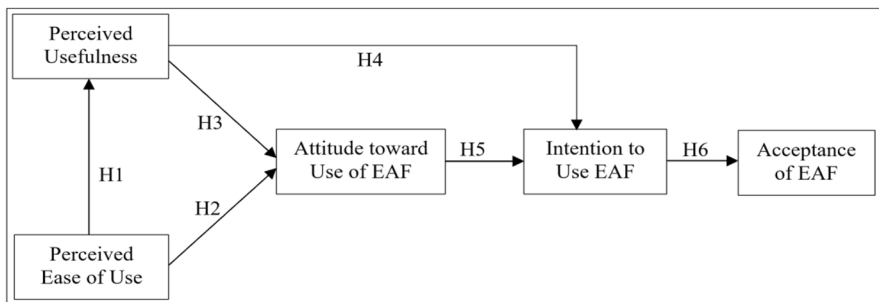 Perceived
Usefulness
H4
H3
Attitude toward
Use of EAF
H5
Intention to
Use EAF
H6
Acceptance
of EAF
H1
H2
Perceived
Ease of Use